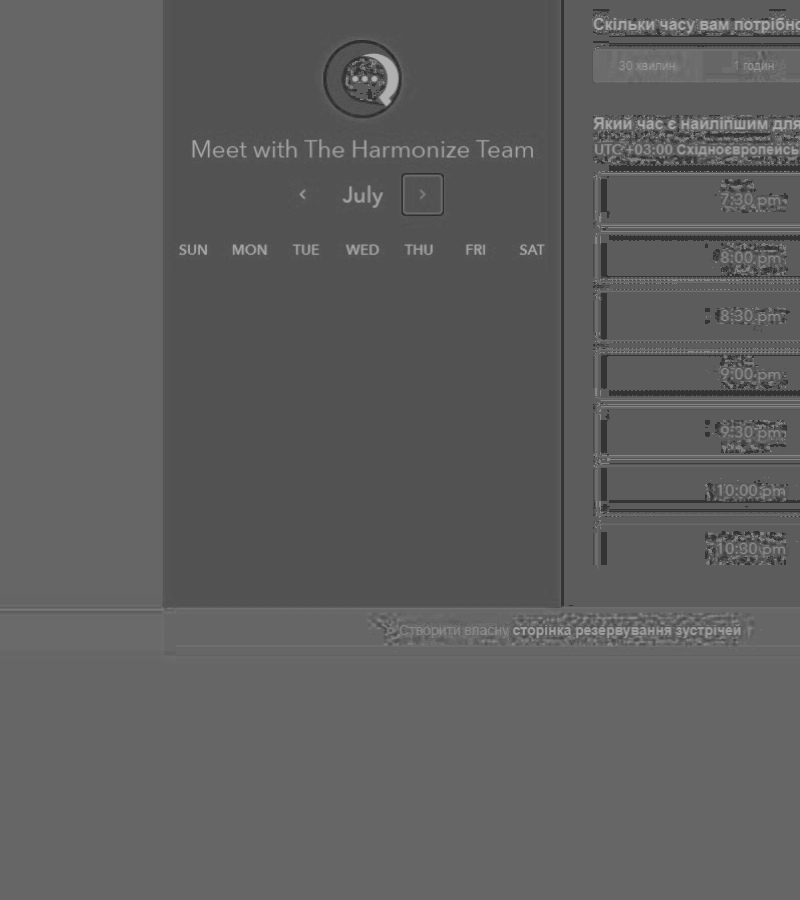 Meet with The Harmonize Team
July
SUN MON TUE WED THU FRI SAT
Скільки часу вам потрібно
30 хвилин 1 годин
Який час є найліпшим для
UTC +03:00 Східноєвропейсь
7:30 pm
8:00 pm
8:30 pm
9:00 pm
9:30 pm
10:00 pm
10:30 pm
Створити власну сторінка резервування зустрічей